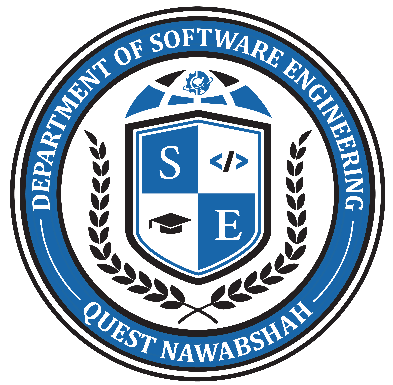 DEPARTMENT OF SOFTWARE ENGINEERING
S </>
E
QUEST NAWABSHAH